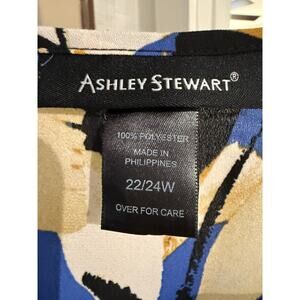 ASHLEY STEWART®
100% POLYESTER
MADE IN
PHILIPPINES
22/24W
OVER FOR CARE